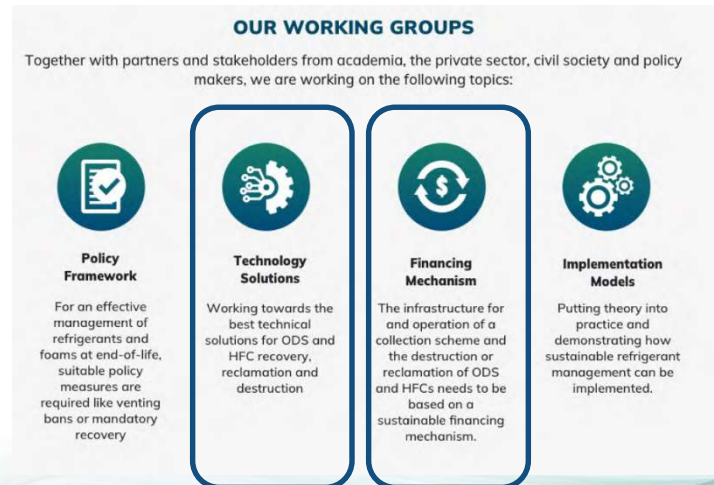 OUR WORKING GROUPS
Together with partners and stakeholders from academia, the private sector, civil society and policy
makers, we are working on the following topics:
Policy
Framework
For an effective
management of
refrigerants and
foams at end-of-life,
suitable policy
measures are
required like venting
bans or mandatory
recovery
Technology
Solutions
Working towards the
best technical
solutions for ODS and
HFC recovery,
reclamation and
destruction
$
Financing
Mechanism
The infrastructure for
and operation of a
collection scheme and
the destruction or
reclamation of ODS
and HFCs needs to be
based on a
sustainable financing
mechanism.
Implementation
Models
Putting theory into
practice and
demonstrating how
sustainable refrigerant
management can be
implemented.